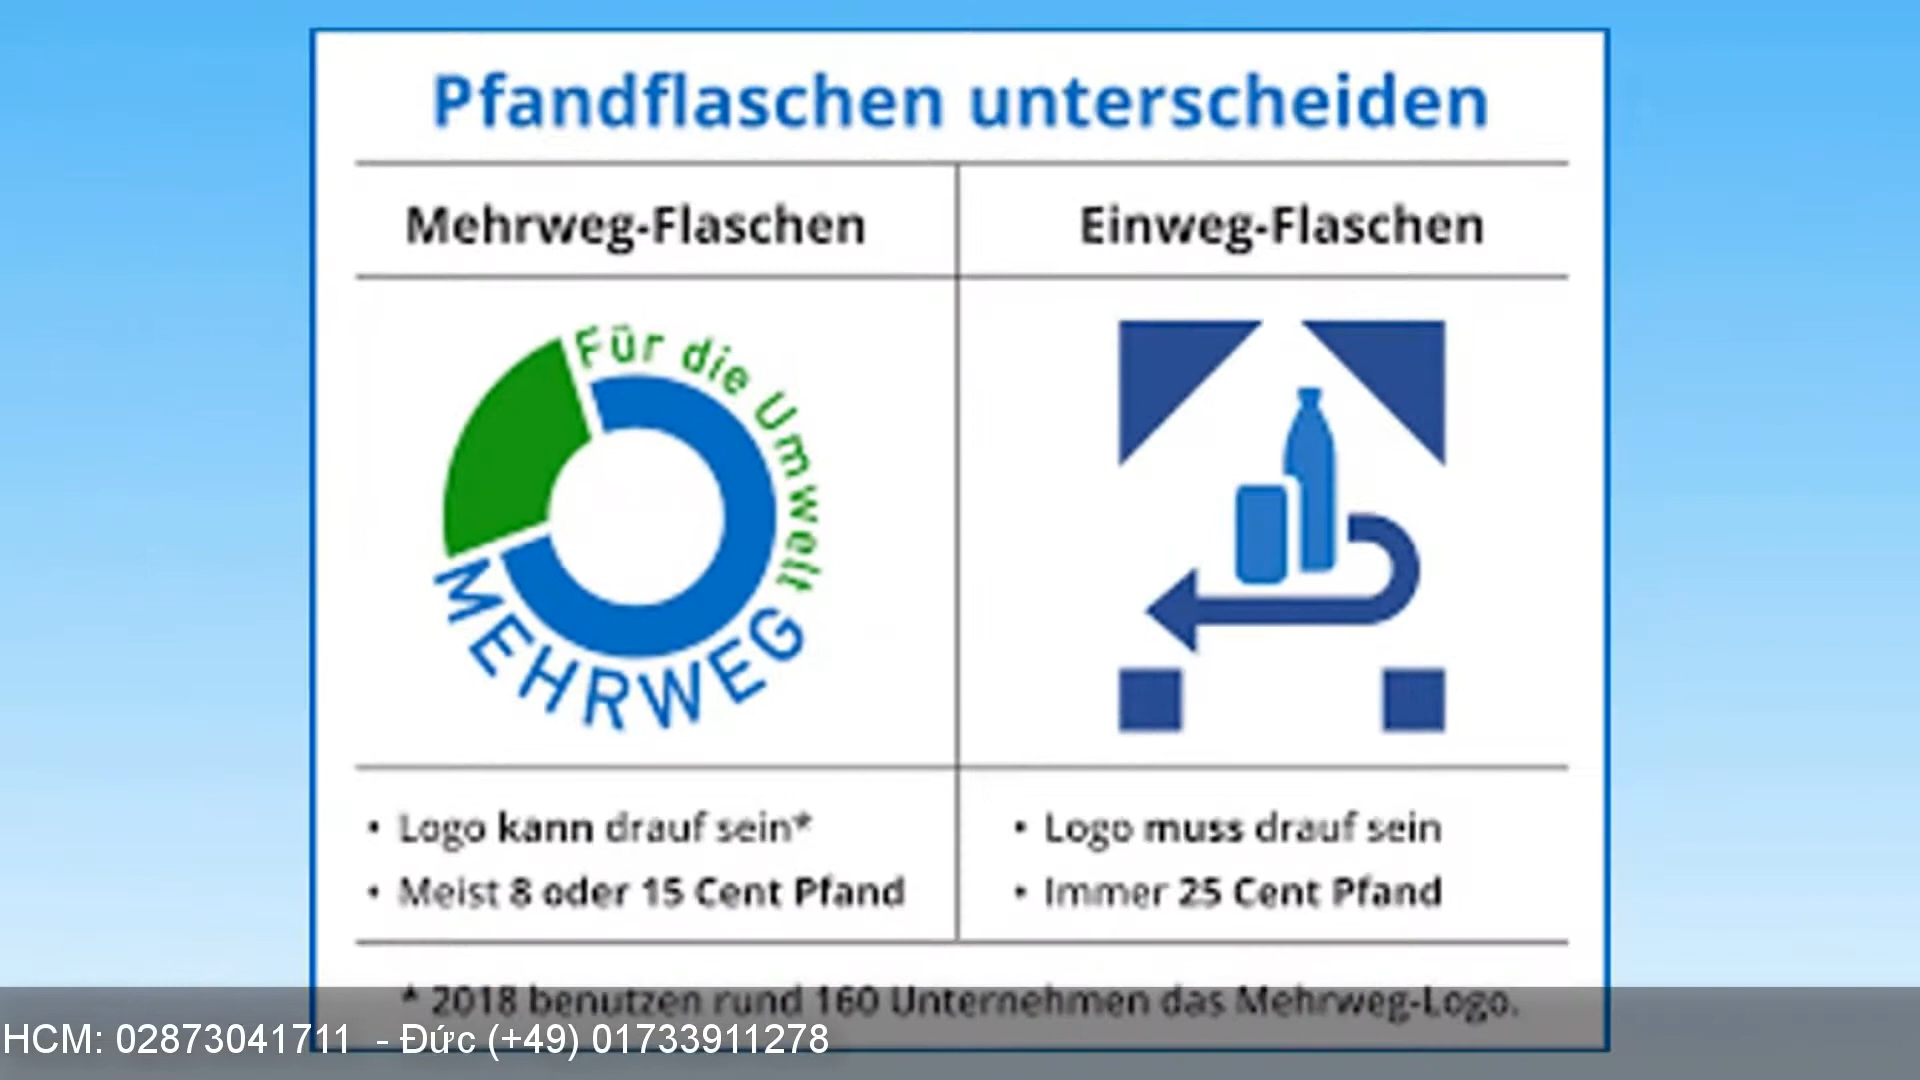 Pfandflaschen unterscheiden
Mehrweg-Flaschen
Einweg-Flaschen
Für die Umwelt
MEHRWEG
• Logo kann drauf sein*
• Meist 8 oder 15 Cent Pfand
• Logo muss drauf sein
• Immer 25 Cent Pfand
* 2018 benutzen rund 160 Unternehmen das Mehrweg-Logo.
HCM: 02873041711 - Đức (+49) 01733911278